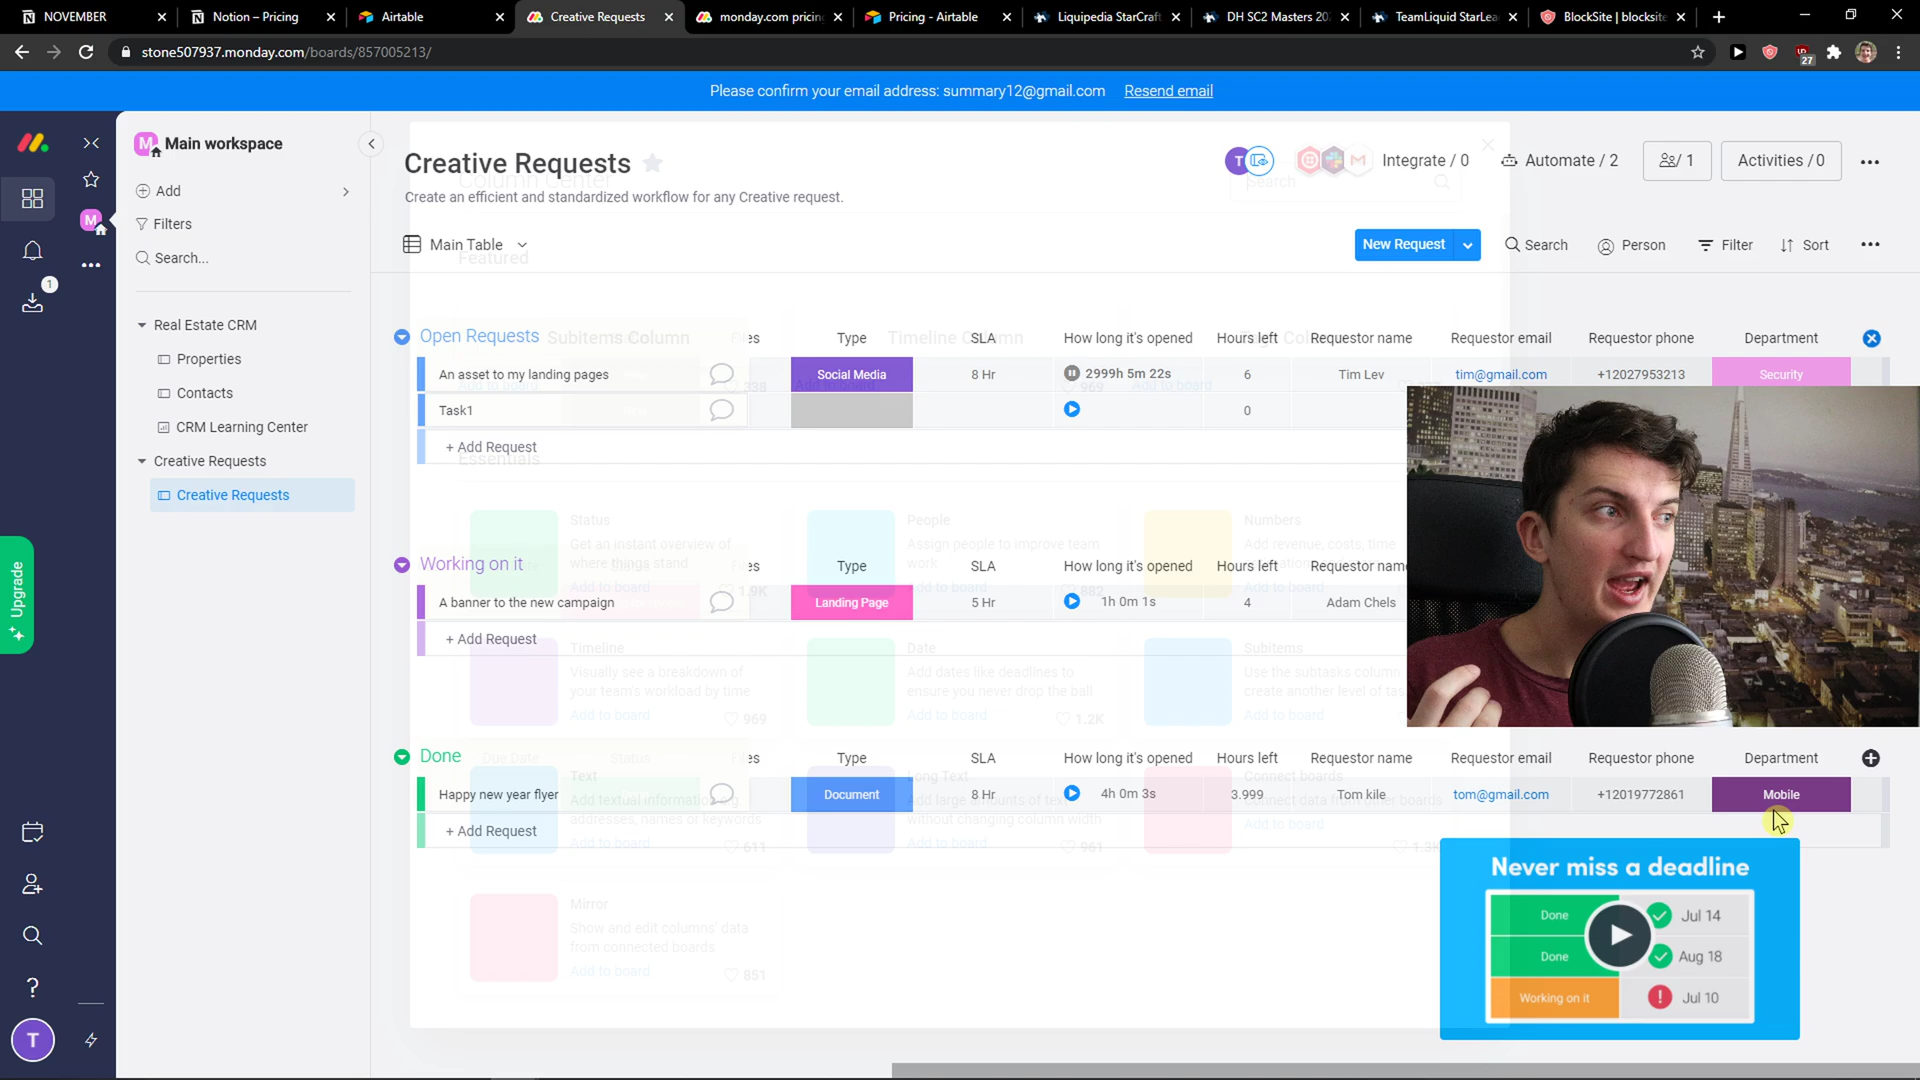 NOVEMBER
Notion – Pricing
Airtable
Creative Requests
monday.com pricin
Pricing - Airtable
Liquipedia StarCraft
DH SC2 Masters 202
TeamLiquid StarLea
BlockSite | blocksite
stone507937.monday.com/boards/857005213/
27
Please confirm your email address: summary12@gmail.com Resend email
M Main workspace
Add
Filters
Search...
Real Estate CRM
Properties
Contacts
CRM Learning Center
Creative Requests
Creative Requests
M
1
Upgrade
T
Creative Requests
Column Center
Create an efficient and standardized workflow for any Creative request.
T
Integrate / 0
Automate / 2
/ 1
Activities / 0
Search
Main Table
Featured
New Request
Search
Person
Filter
Sort
Open Requests
Subitems Column
Timeline Column
es Type SLA How long it's opened Hours left Requestor name Requestor email Requestor phone Department
An asset to my landing pages Social Media 8 Hr 2999h 5m 22s 6 Tim Lev tim@gmail.com +12027953213 Security
Add to board 338 Add to board 969 Add to board
Task1 0
+ Add Request
Essentials
Status
Get an instant overview of where things stand
Add to board 1.9K
People
Assign people to improve team work
Add to board 882
Numbers
Add revenue, costs, time
Add to board
Working on it
es Type SLA How long it's opened Hours left Requestor name
A banner to the new campaign Landing Page 5 Hr 1h 0m 1s 4 Adam Chels
+ Add Request
Timeline
Visually see a breakdown of your team's workload by time
Add to board 969
Date
Add dates like deadlines to ensure you never drop the ball
Add to board 1.2K
Subitems
Use the subtasks column
create another level of tas
Add to board
Done
Due Date Status es Type SLA How long it's opened Hours left Requestor name Requestor email Requestor phone Department
Happy new year flyer Document 8 Hr 4h 0m 3s 3.999 Tom kile tom@gmail.com +12019772861 Mobile
+ Add Request
Text
Add textual information e.g. addresses, names or keywords
611
Long Text
Add large amounts of text without changing column width
961
Connect boards
Connect data from other boards
Add to board
1.3K
Mirror
Show and edit columns' data
from connected boards
Add to board 851
Never miss a deadline
Done Jul 14
Done Aug 18
Working on it Jul 10